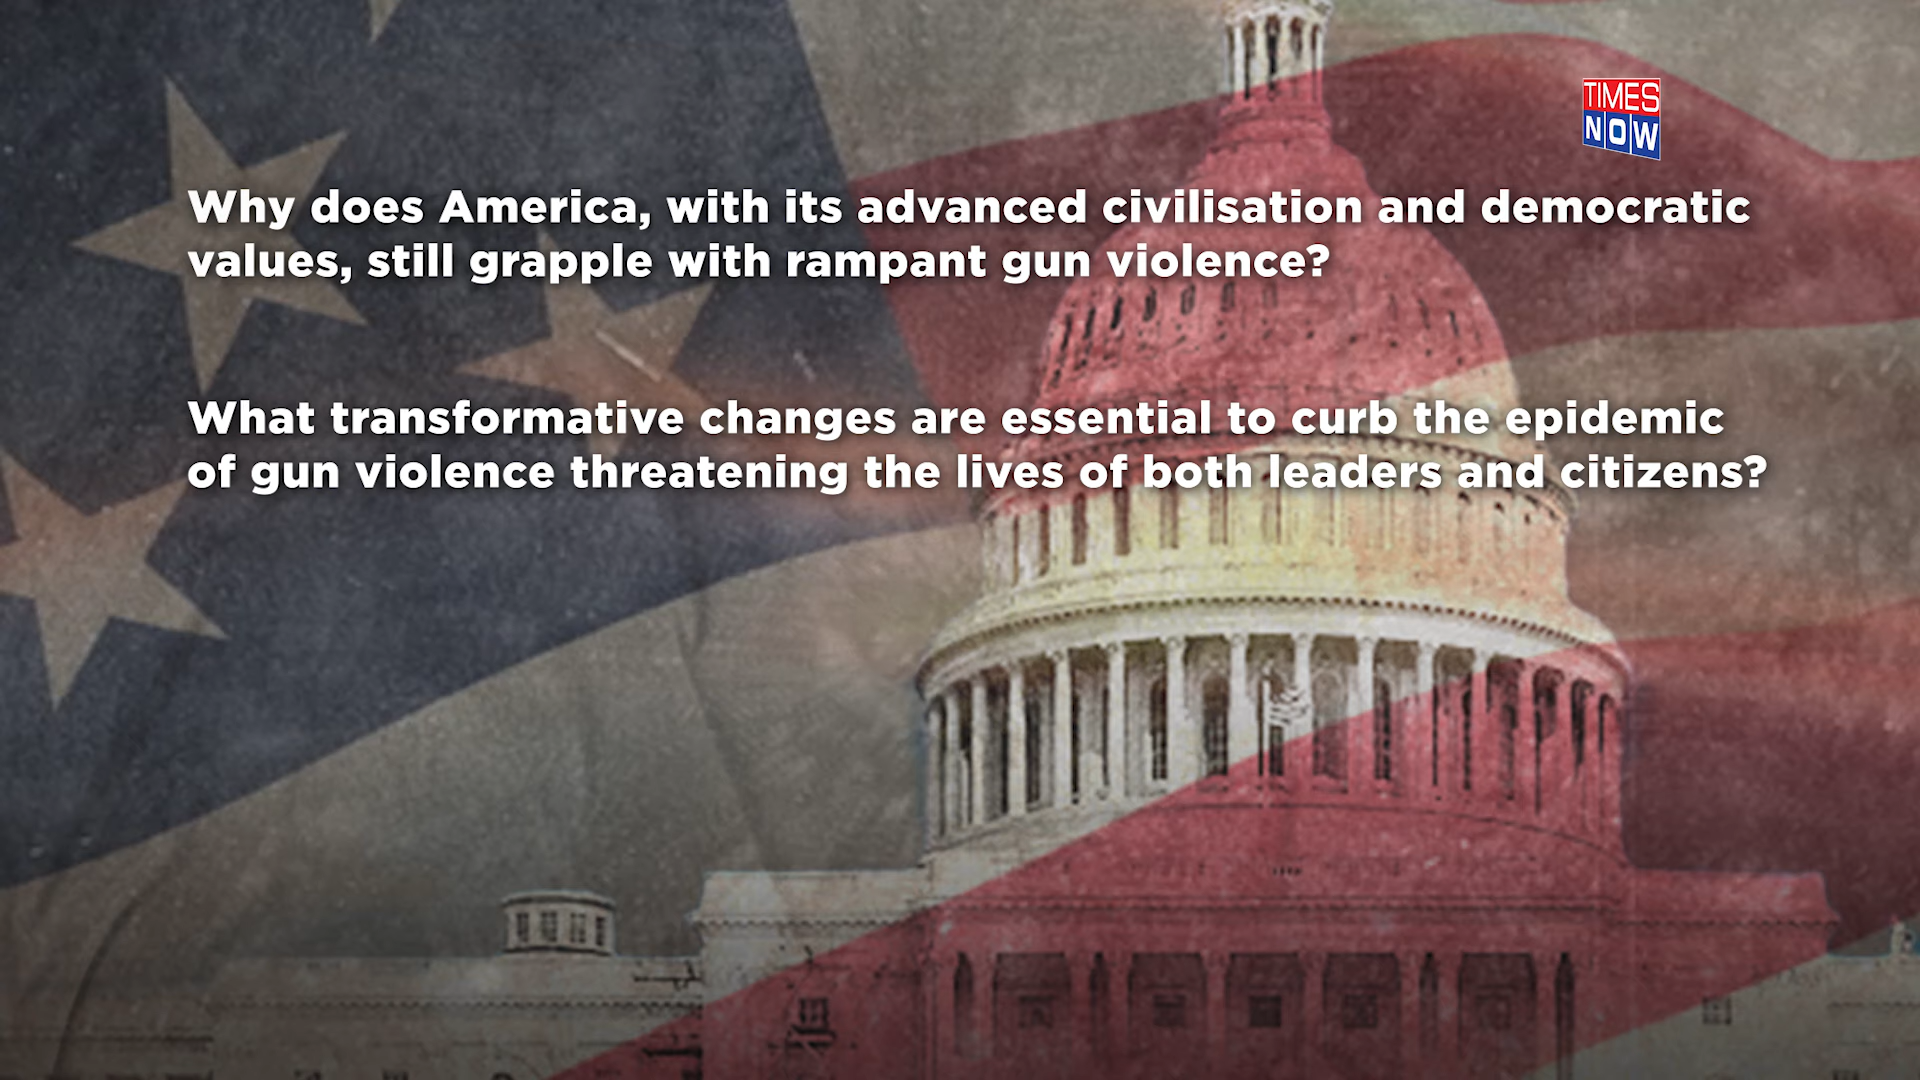 TIMES
NOW
Why does America, with its advanced civilisation and democratic
values, still grapple with rampant gun violence?
What transformative changes are essential to curb the epidemic
of gun violence threatening the lives of both leaders and citizens?